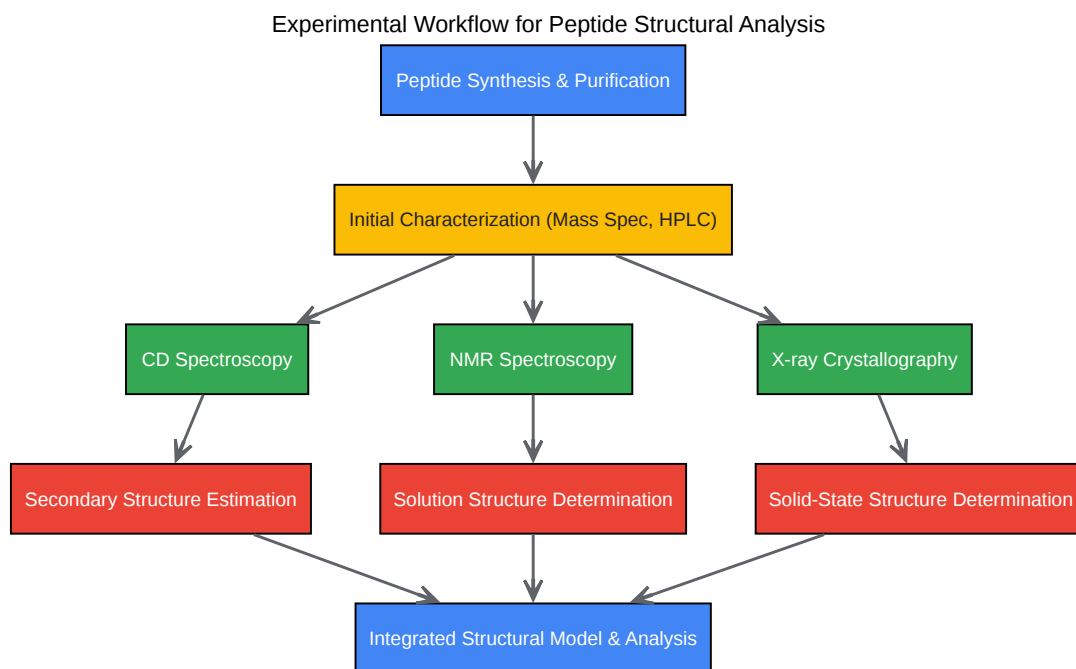 Experimental Workflow for Peptide Structural Analysis
Peptide Synthesis & Purification
Initial Characterization (Mass Spec, HPLC)
CD Spectroscopy
NMR Spectroscopy
X-ray Crystallography
Secondary Structure Estimation
Solution Structure Determination
Solid-State Structure Determination
Integrated Structural Model & Analysis